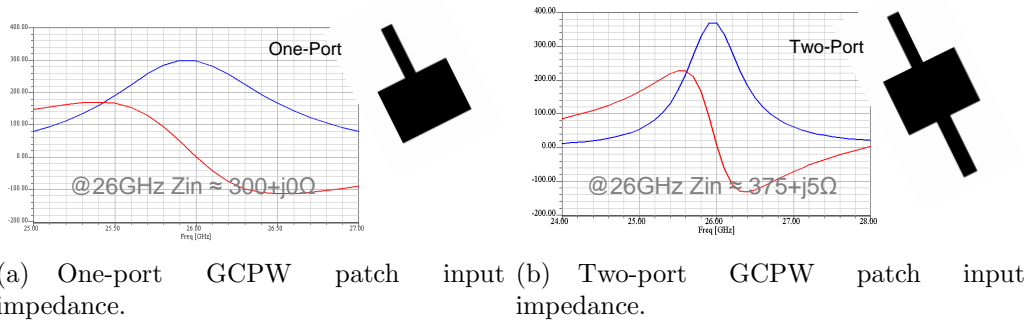 400.00
300.00
200.00
100.00
0.00
-100.00
-200.00
25.00
25.50
26.00
26.50
27.00
Freq [GHz]
One-Port
@26GHz Zin ≈ 300+j0Ω
400.00
300.00
200.00
100.00
0.00
-100.00
-200.00
24.00
25.00
26.00
27.00
28.00
Freq [GHz]
Two-Port
@26GHz Zin ≈ 375+j5Ω
(a) One-port GCPW patch input
impedance.
(b) Two-port GCPW patch input
impedance.